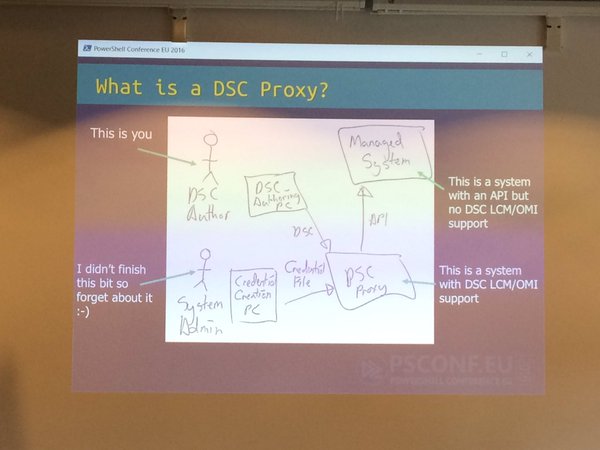 PowerShell Conference EU 2016
What is a DSC Proxy?
This is you
DSC
Author
DSC
Authoring
PC
Managed
System
This is a system
with an API but
no DSC LCM/OMI
support
DSC
API
I didn't finish
this bit so
forget about it
:-)
System
Admin
Credential
Creation
PC
Credential
File
DSC
Proxy
This is a system
with DSC LCM/OMI
support
PSCONF.EU
POWERSHELL CONFERENCE EU